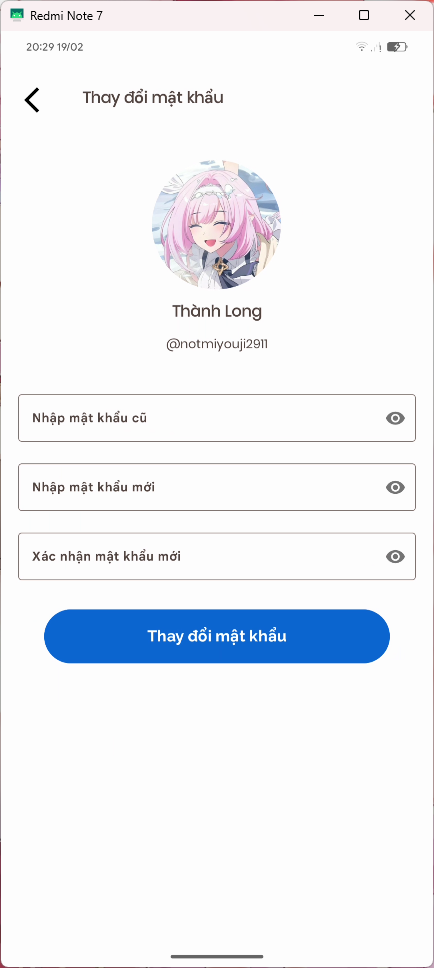 Redmi Note 7
20:29 19/02
Thay đổi mật khẩu
Thành Long
@notmiyouji2911
Nhập mật khẩu cũ
Nhập mật khẩu mới
Xác nhận mật khẩu mới
Thay đổi mật khẩu